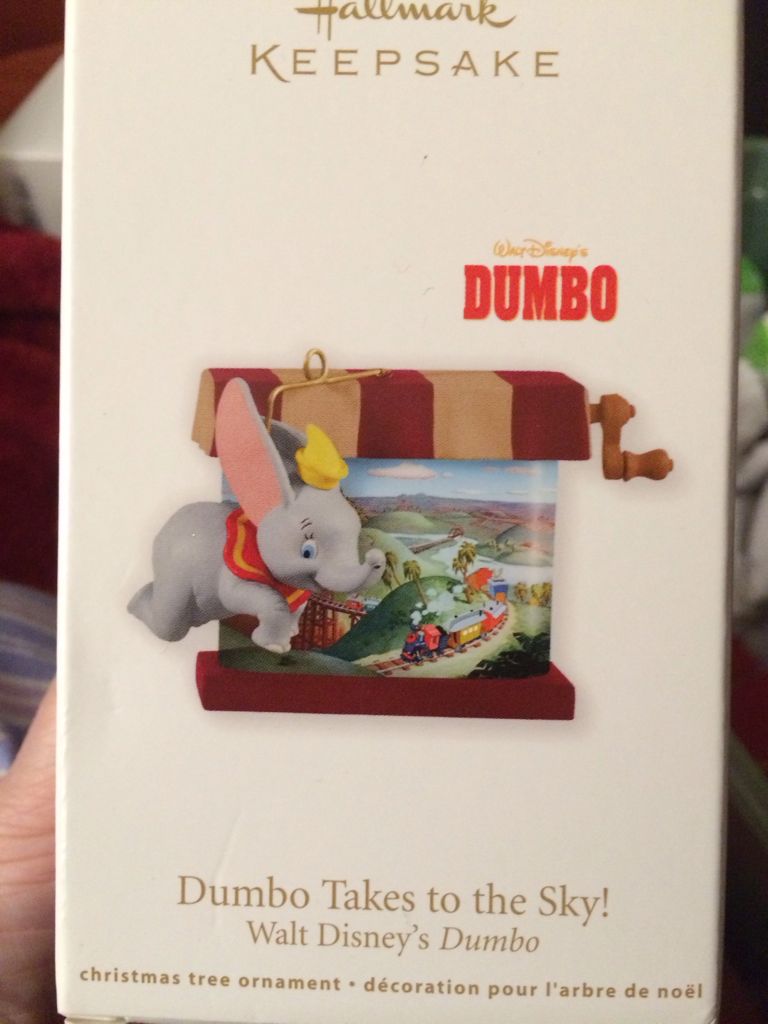 Hallmark
KEEPSAKE
Walt Disney's
DUMBO
Dumbo Takes to the Sky!
Walt Disney's Dumbo
christmas tree ornament • décoration pour l'arbre de noël